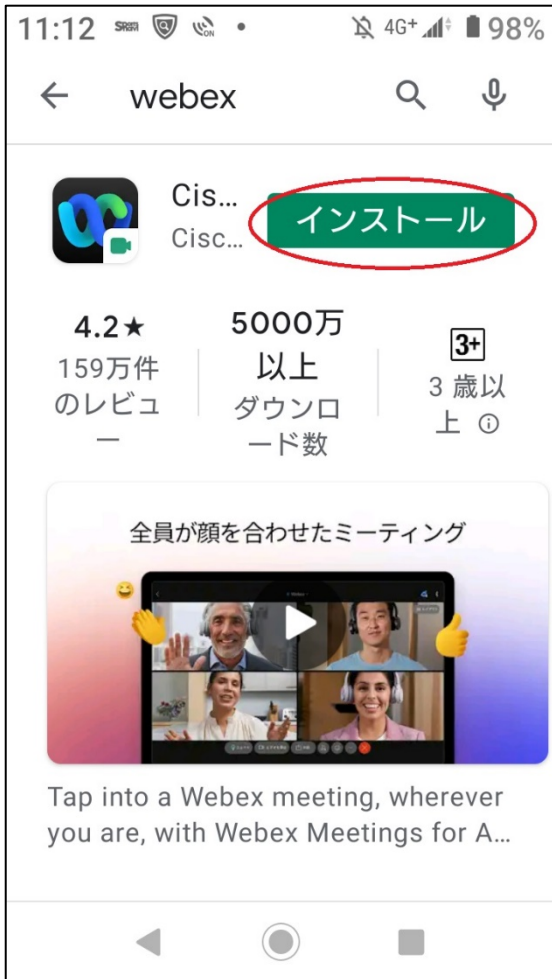 11:12
4G+
98%
webex
Cis...
Cisc...
インストール
4.2★
159万件
のレビュ
ー
5000万
以上
ダウンロ
ード数
3+
3 歳以
上
全員が顔を合わせたミーティング
Tap into a Webex meeting, wherever
you are, with Webex Meetings for A...